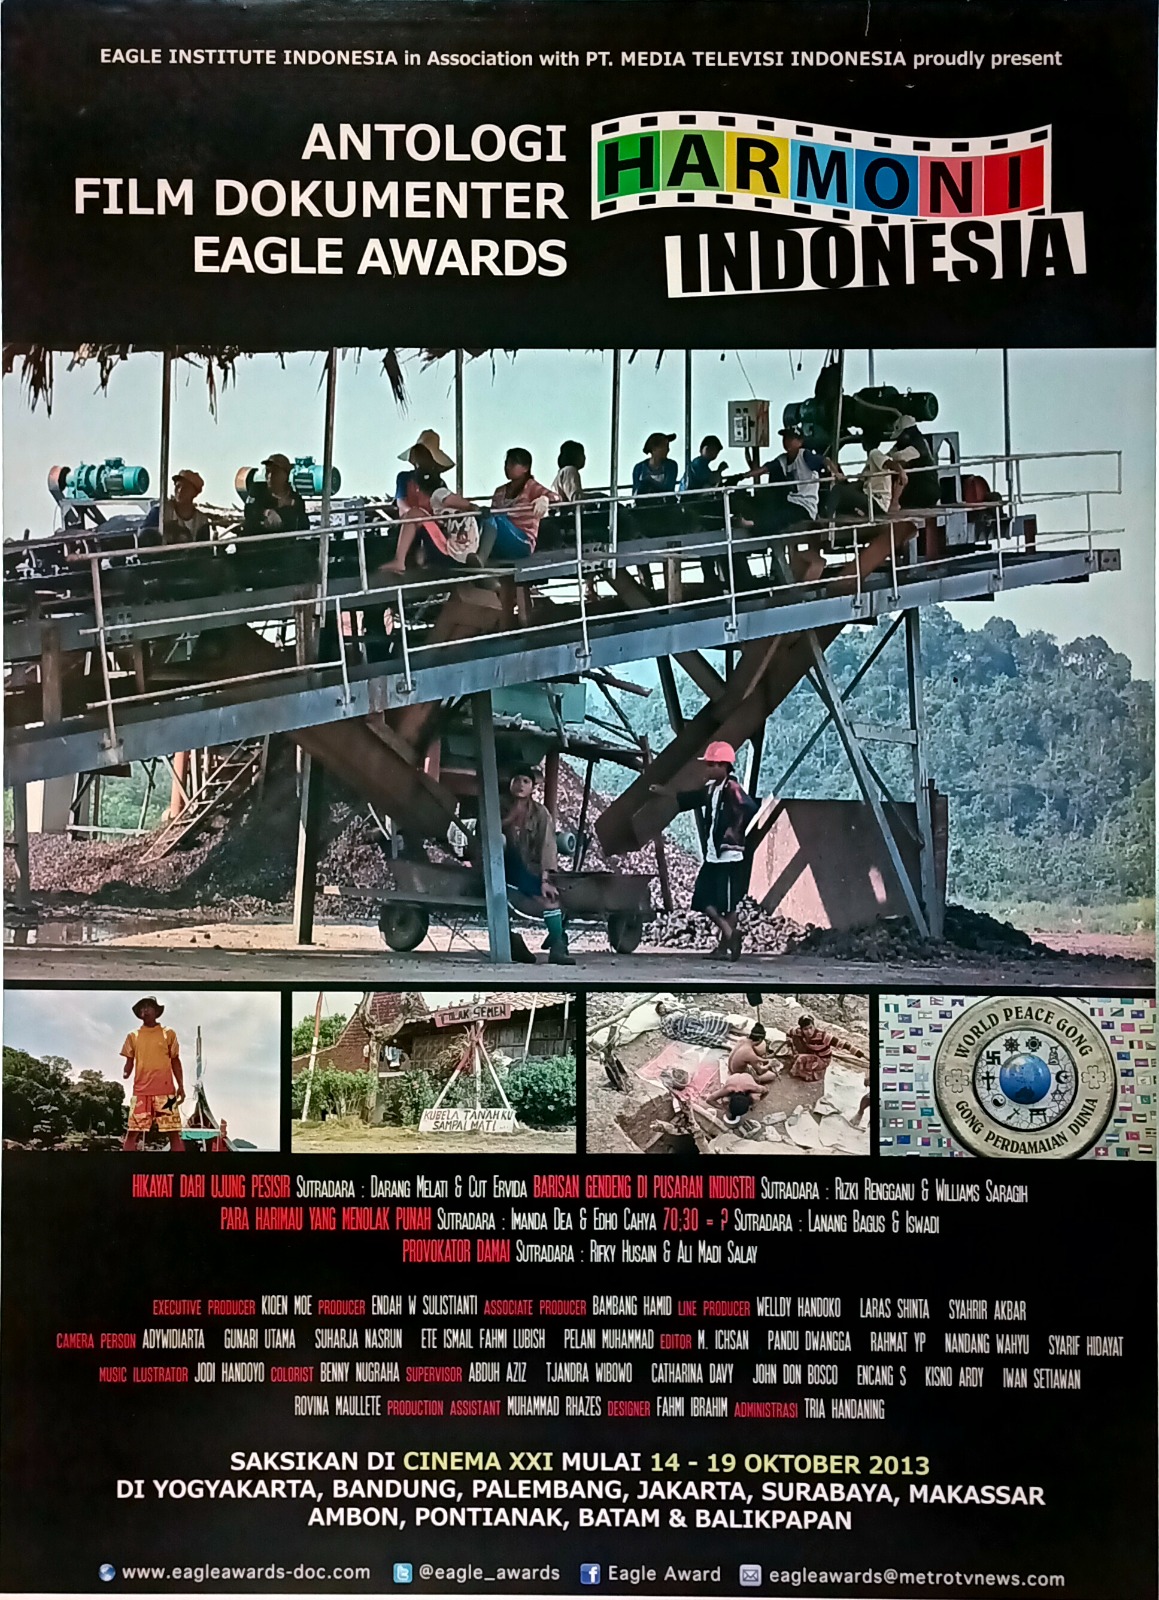 EAGLE INSTITUTE INDONESIA in Association with PT. MEDIA TELEVISI INDONESIA proudly present
ANTOLOGI
FILM DOKUMENTER
EAGLE AWARDS
HARMONI
INDONESIA
TOLAK SEMEN
KUBELA TANAHKU
SAMPAI MATI
WORLD PEACE GONG
GONG PERDAMAIAN DUNIA
HIKAYAT DARI UJUNG PESISIR SUTRADARA : DARANG MELATI & CUT ERVIDA BARISAN GENDENG DI PUSARAN INDUSTRI SUTRADARA : RIZKI RENGGANU & WILLIAMS SARAGIH
PARA HARIMAU YANG MENOLAK PUNAH SUTRADARA : IMANDA DEA & EDHO CAHYA 70:30 = ? SUTRADARA : LANANG BAGUS & ISWADI
PROVOKATOR DAMAI SUTRADARA : RIFKY HUSAIN & ALI MADI SALAY
EXECUTIVE PRODUCER KIOEN MOE PRODUCER ENDAH W SULISTIANTI ASSOCIATE PRODUCER BAMBANG HAMID LINE PRODUCER WELLDY HANDOKO LARAS SHINTA SYAHRIR AKBAR
CAMERA PERSON ADYWIDIARTA GUNARI UTAMA SUHARJA NASRUN ETE ISMAIL FAHMI LUBISH PELANI MUHAMMAD EDITOR M. ICHSAN PANDU DWANGGA RAHMAT YP NANDANG WAHYU SYARIF HIDAYAT
MUSIC ILUSTRATOR JODI HANDOYO COLORIST BENNY NUGRAHA SUPERVISOR ABDUH AZIZ TJANDRA WIBOWO CATHARINA DAVY JOHN DON BOSCO ENCANG S KISNO ARDY IWAN SETIAWAN
ROVINA MAULLETE PRODUCTION ASSISTANT MUHAMMAD RHAZES DESIGNER FAHMI IBRAHIM ADMINISTRASI TRIA HANDANING
SAKSIKAN DI CINEMA XXI MULAI 14 - 19 OKTOBER 2013
DI YOGYAKARTA, BANDUNG, PALEMBANG, JAKARTA, SURABAYA, MAKASSAR
AMBON, PONTIANAK, BATAM & BALIKPAPAN
www.eagleawards-doc.com @eagle_awards Eagle Award eagleawards@metrotvnews.com